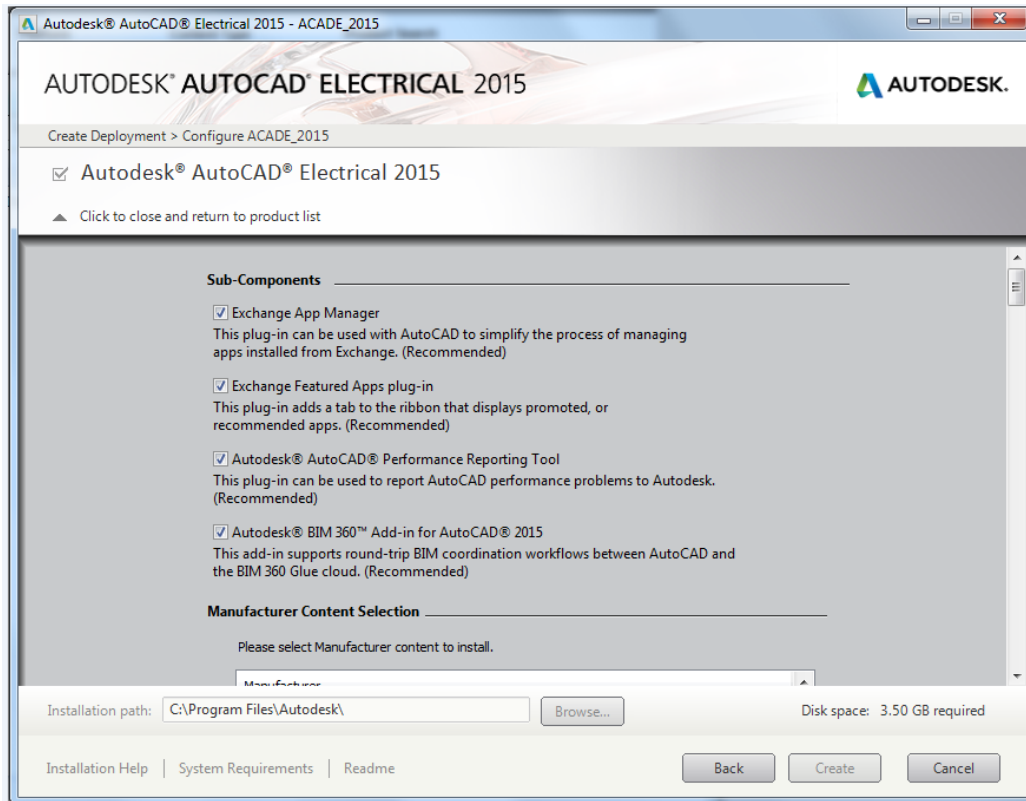 Autodesk® AutoCAD® Electrical 2015 - ACADE_2015
AUTODESK® AUTOCAD® ELECTRICAL 2015
AUTODESK.
Create Deployment > Configure ACADE_2015
Autodesk® AutoCAD® Electrical 2015
Click to close and return to product list
Sub-Components
Exchange App Manager
This plug-in can be used with AutoCAD to simplify the process of managing
apps installed from Exchange. (Recommended)
Exchange Featured Apps plug-in
This plug-in adds a tab to the ribbon that displays promoted, or
recommended apps. (Recommended)
Autodesk® AutoCAD® Performance Reporting Tool
This plug-in can be used to report AutoCAD performance problems to Autodesk.
(Recommended)
Autodesk® BIM 360™ Add-in for AutoCAD® 2015
This add-in supports round-trip BIM coordination workflows between AutoCAD and
the BIM 360 Glue cloud. (Recommended)
Manufacturer Content Selection
Please select Manufacturer content to install.
Manufacturer
Installation path:
C:\Program Files\Autodesk\
Browse...
Disk space: 3.50 GB required
Installation Help
System Requirements
Readme
Back
Create
Cancel